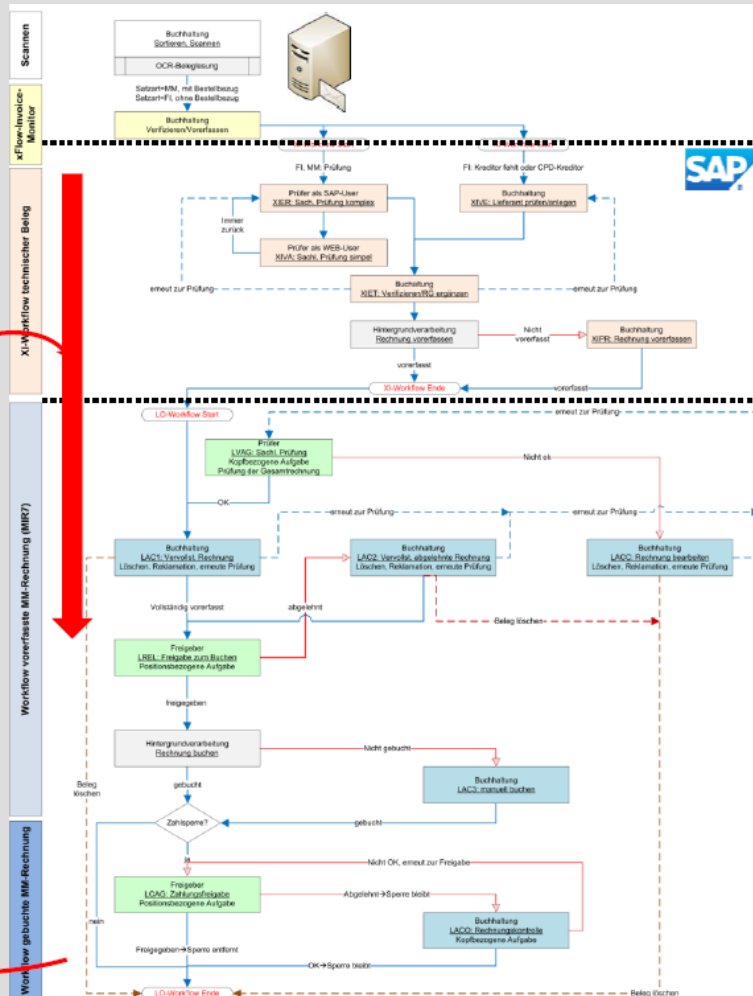 Scannen
Buchhaltung
Sortieren, Scannen
OCR-Beleglesung
Satzart=MM, mit Bestellbezug
Satzart=FI, ohne Bestellbezug
xFlow-Invoice-
Monitor
Buchhaltung
Verifizieren/Vorerfassen
SAP
XI-Workflow technischer Beleg
FI, MM: Prüfung
FI: Kreditor fehlt oder CPD-Kreditor
Prüfer als SAP-User
XIER: Sach. Prüfung komplex
Buchhaltung
XIVE: Lieferant prüfen/anlegen
Immer
zurück
Prüfer als WEB-User
XIVA: Sachl. Prüfung simpel
erneut zur Prüfung
Buchaltung
XIET: Verifizieren/RG ergänzen
erneut zur Prüfung
Hintergrundverarbeitung
Rechnung vorerfassen
Nicht
vorerfasst
Buchhaltung
XIPR: Rechnung vorerfassen
vorerfasst
XI-Workflow Ende
vorerfasst
Workflow vorerfasste MM-Rechnung (MIR7)
LO-Workflow Start
erneut zur Prüfung
Prüfer
LVAG: Sachl. Prüfung
Kopfbezogene Aufgabe
Prüfung der Gesamtrechnung
Nicht ok
OK
erneut zur Prüfung
erneut zur Prüfung
Buchhaltung
LAC1: Vervollst. Rechnung
Löschen, Reklamation, erneute Prüfung
Buchhaltung
LAC2: Vervollst. abgelehnte Rechnung
Löschen, Reklamation, erneute Prüfung
Buchhaltung
LACC: Rechnung bearbeiten
Löschen, Reklamation, erneute Prüfung
Vollständig vorerfasst
abgelehnt
Beleg löschen
Freigeber
LREL: Freigabe zum Buchen
Positionsbezogene Aufgabe
freigegeben
Hintergrundverarbeitung
Rechnung buchen
Nicht gebucht
Beleg
löschen
gebucht
Buchhaltung
LAC3: manuell buchen
Zahlsperre?
gebucht
Workflow gebuchte MM-Rechnung
ja
Nicht OK, erneut zur Freigabe
Freigeber
LCAG: Zahlungsfreigabe
Positionsbezogene Aufgabe
Abgelehnt→Sperre bleibt
nein
Buchhaltung
LACO: Rechnungskontrolle
Kopfbezogene Aufgabe
Freigegeben→Sperre entfernt
OK→Sperre bleibt
LO-Workflow Ende
Beleg löschen